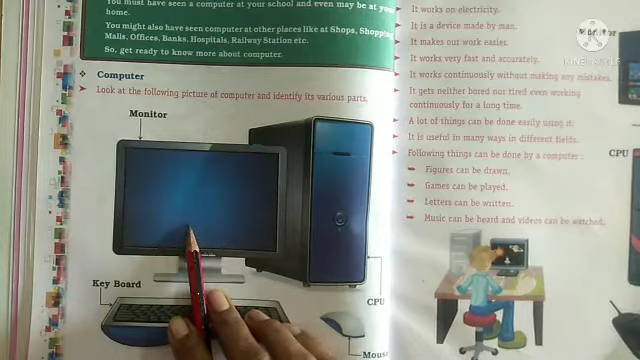 You must have seen a computer at your school and even may be at your
home.
You might also have seen computer at other places like at Shops, Shopping
Malls, Offices, Banks, Hospitals, Railway Station etc.
So, get ready to know more about computer.
Computer
Look at the following picture of computer and identify its various parts.
Monitor
Key Board
CPU
Mouse
It works on electricity.
It is a device made by man.
It makes out work easies.
It works very fast and accurately.
It works continuously without making any mistakes.
It gets neither bored nor tired even working
continuously for a long time.
A lot of things can be done easily using it.
It is useful in many ways in different fields.
Following things can be done by a computer :
Figures can be drawn.
Games can be played.
Letters can be written.
Music can be heard and videos can be watched.
Monitor
CPU
KINEMASTER